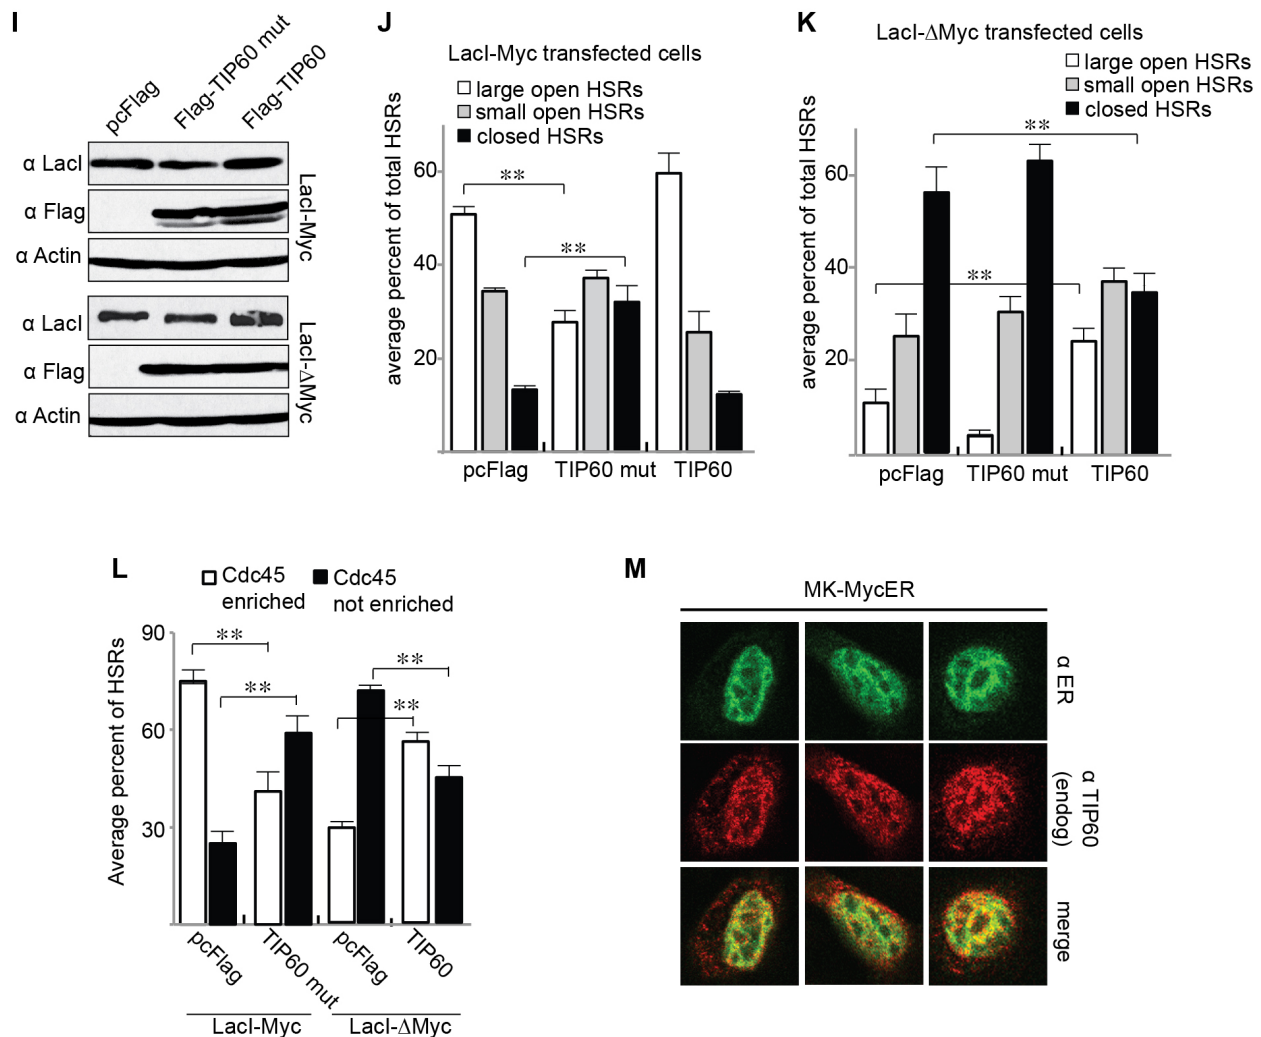 I
pcFlag
Flag-TIP60 mut
Flag-TIP60
α LacI
α Flag
α Actin
LacI-Myc
α LacI
α Flag
α Actin
LacI-ΔMyc
J
LacI-Myc transfected cells
large open HSRs
small open HSRs
closed HSRs
average percent of total HSRs
60
40
20
**
**
pcFlag
TIP60 mut
TIP60
K
LacI-ΔMyc transfected cells
large open HSRs
small open HSRs
closed HSRs
average percent of total HSRs
60
40
20
**
**
pcFlag
TIP60 mut
TIP60
L
Cdc45
enriched
Cdc45
not enriched
Average percent of HSRs
90
60
30
**
**
**
**
pcFlag
TIP60 mut
pcFlag
TIP60
LacI-Myc
LacI-ΔMyc
M
MK-MycER
α ER
α TIP60
(endog)
merge